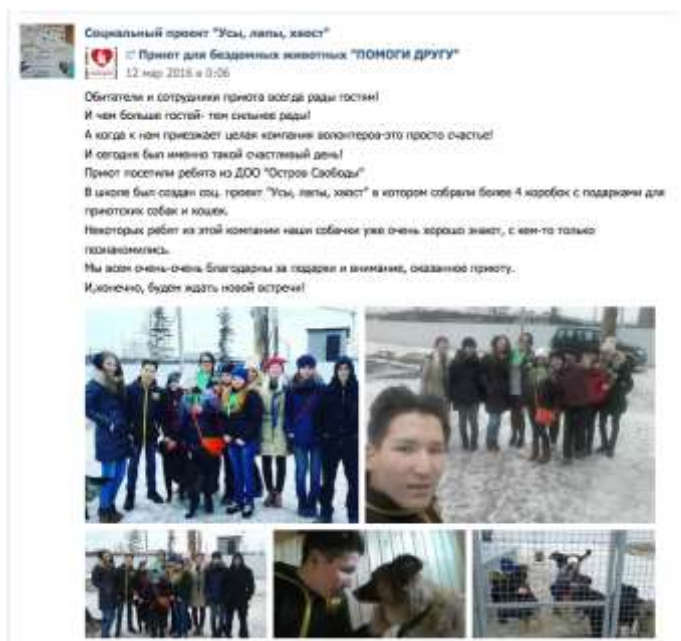 Социальный проект "Усы, лапы, хвост"
Приют для бездомных животных "ПОМОГИ ДРУГУ"
12 мар 2016 в 0:06
Обитатели и сотрудники приюта всегда рады гостям!
И чем больше гостей- тем сильнее рады!
А когда к нам приезжает целая компания волонтеров-это просто счастье!
И сегодня был именно такой счастливый день!
Приют посетили ребята из ДОО "Остров Свободы"
В школе был создан соц. проект "Усы, лапы, хвост" в котором собрали более 4 коробок с подарками для
приютских собак и кошек.
Некоторых ребят из этой компании наши собачки уже очень хорошо знают, с кем-то только
познакомились.
Мы всем очень-очень благодарны за подарки и внимание, оказанное приюту.
И,конечно, будем ждать новой встречи!